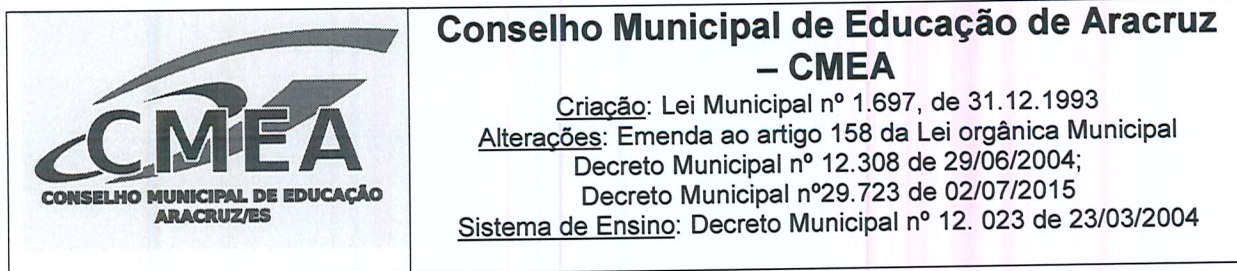 CMEA
CONSELHO MUNICIPAL DE EDUCAÇÃO
ARACRUZ/ES
Conselho Municipal de Educação de Aracruz
– CMEA
Criação: Lei Municipal nº 1.697, de 31.12.1993
Alterações: Emenda ao artigo 158 da Lei orgânica Municipal
Decreto Municipal nº 12.308 de 29/06/2004;
Decreto Municipal nº29.723 de 02/07/2015
Sistema de Ensino: Decreto Municipal nº 12. 023 de 23/03/2004